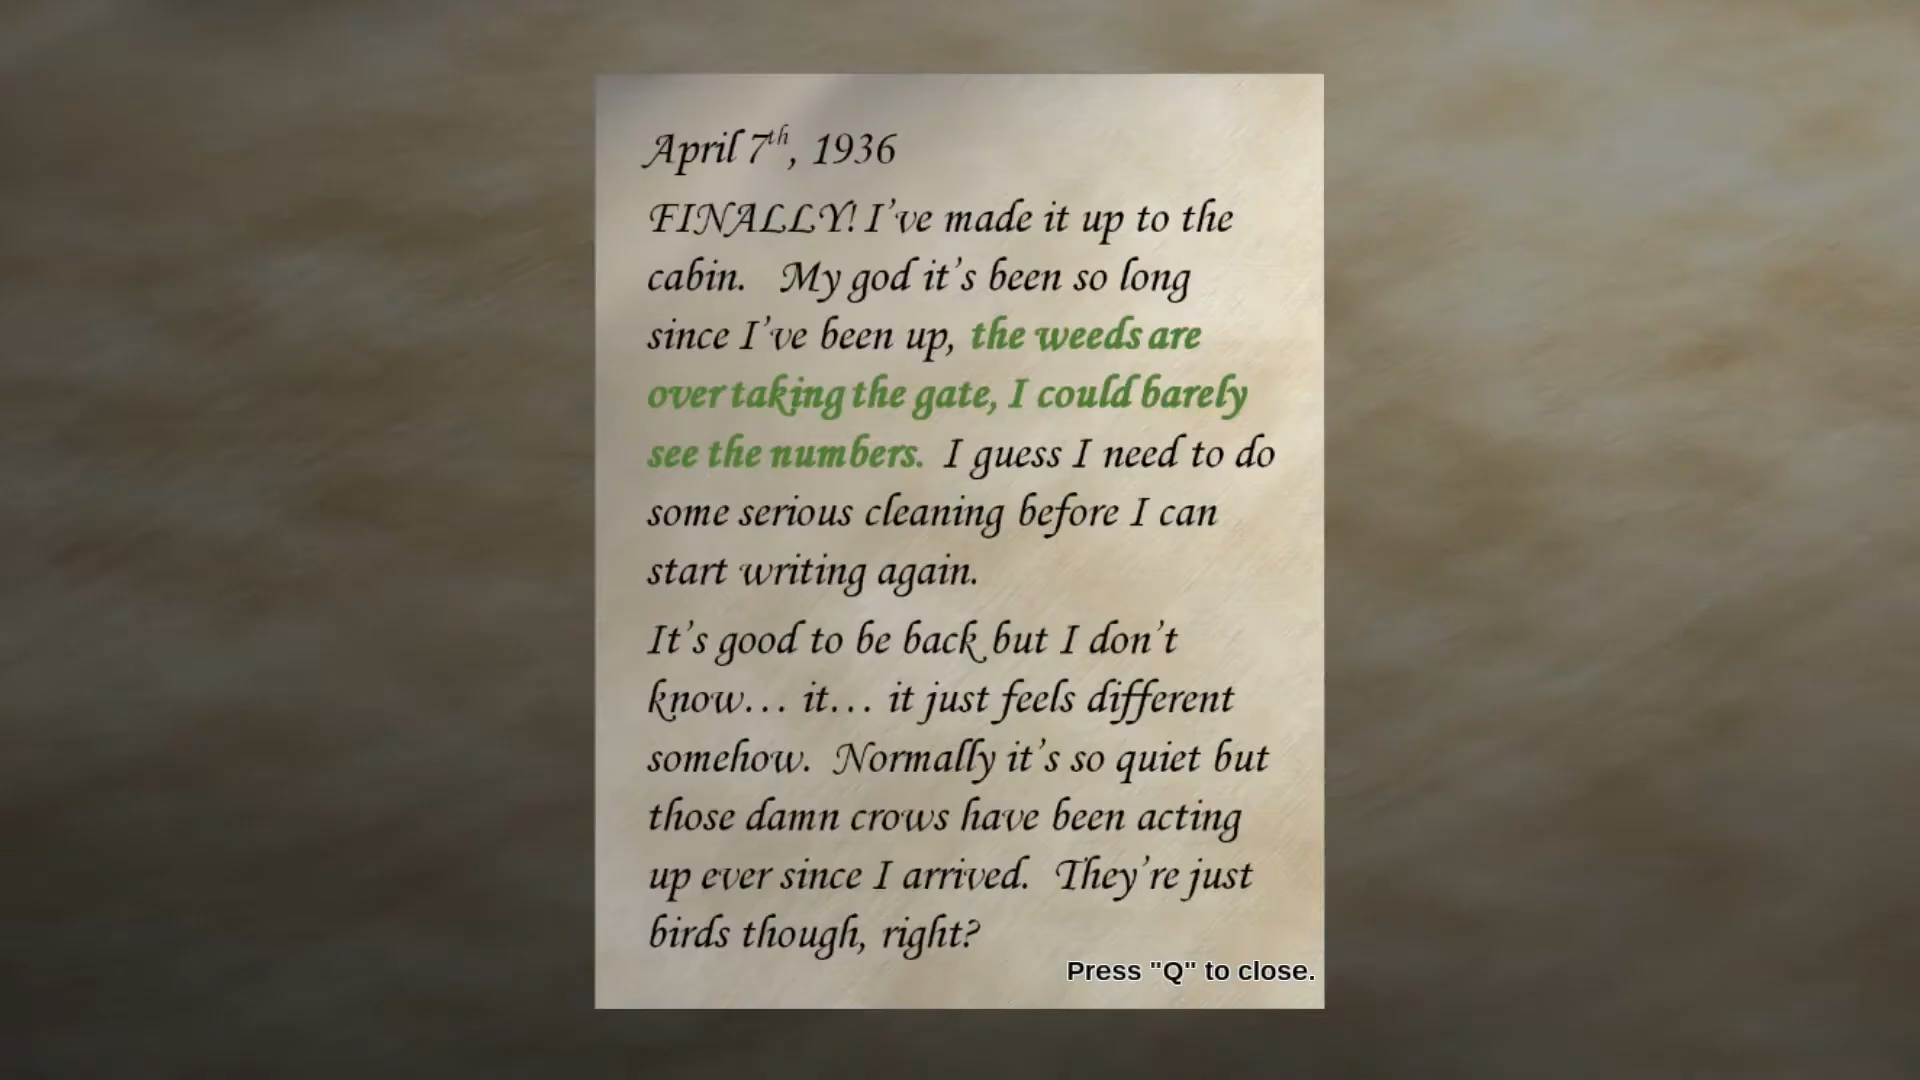 April 7th, 1936
FINALLY! I've made it up to the
cabin. My god it's been so long
since I've been up, the weeds are
overtaking the gate, I could barely
see the numbers. I guess I need to do
some serious cleaning before I can
start writing again.
It's good to be back but I don't
know... it... it just feels different
somehow. Normally it's so quiet but
those damn crows have been acting
up ever since I arrived. They're just
birds though, right?
Press "Q" to close.